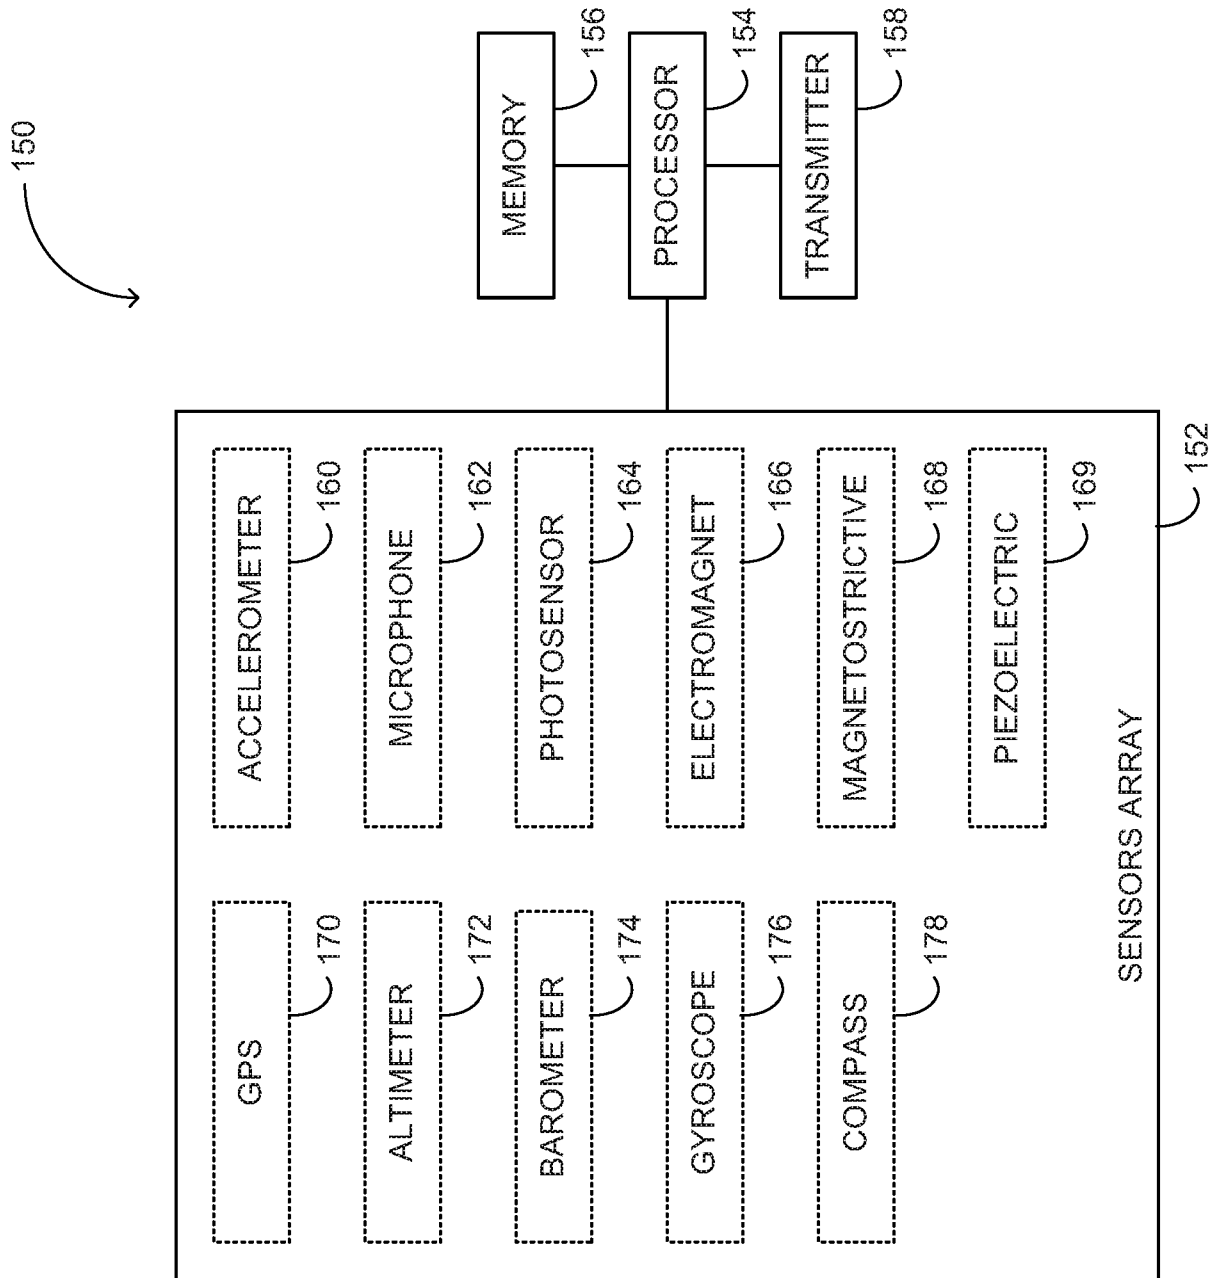 150
MEMORY
156
PROCESSOR
154
TRANSMITTER
158
ACCELEROMETER
160
MICROPHONE
162
PHOTOSENSOR
164
ELECTROMAGNET
166
MAGNETOSTRICTIVE
168
PIEZOELECTRIC
169
GPS
170
ALTIMETER
172
BAROMETER
174
GYROSCOPE
176
COMPASS
178
SENSORS ARRAY
152